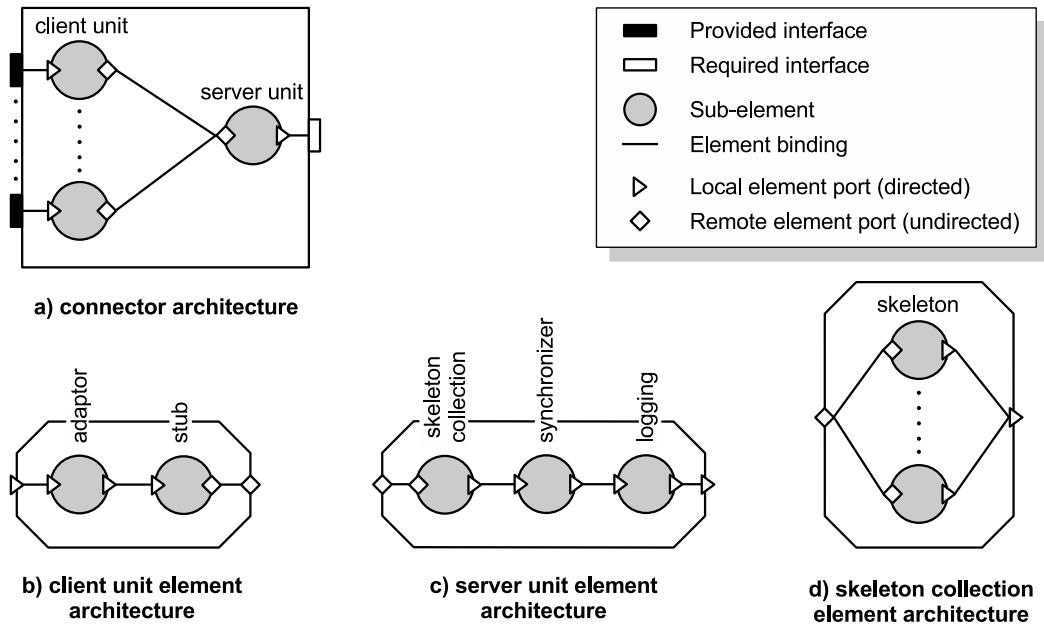 client unit
server unit
a) connector architecture
Provided interface
Required interface
Sub-element
Element binding
Local element port (directed)
Remote element port (undirected)
adaptor
stub
b) client unit element
architecture
skeleton
collection
synchronizer
logging
c) server unit element
architecture
skeleton
d) skeleton collection
element architecture